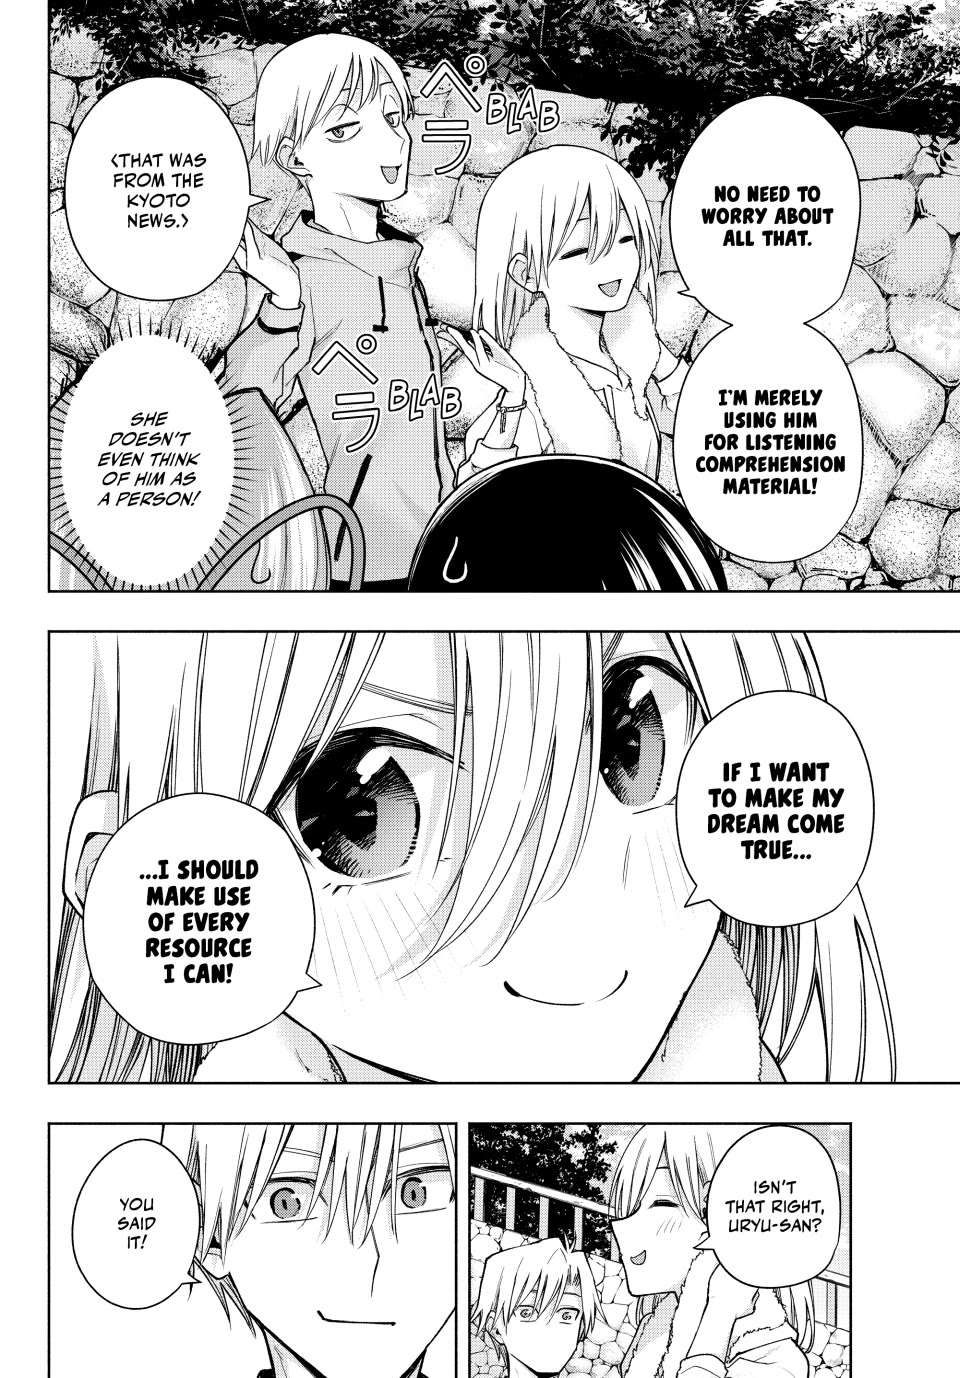 NO NEED TO
WORRY ABOUT
ALL THAT.
I'M MERELY
USING HIM
FOR LISTENING
COMPREHENSION
MATERIAL!
ペラ
BLAB
ペラ
BLAB
<THAT WAS
FROM THE
KYOTO
NEWS.>
SHE
DOESN'T
EVEN THINK
OF HIM AS
A PERSON!
IF I WANT
TO MAKE MY
DREAM COME
TRUE...
...I SHOULD
MAKE USE
OF EVERY
RESOURCE
I CAN!
ISN'T
THAT RIGHT,
URYU-SAN?
YOU
SAID
IT!